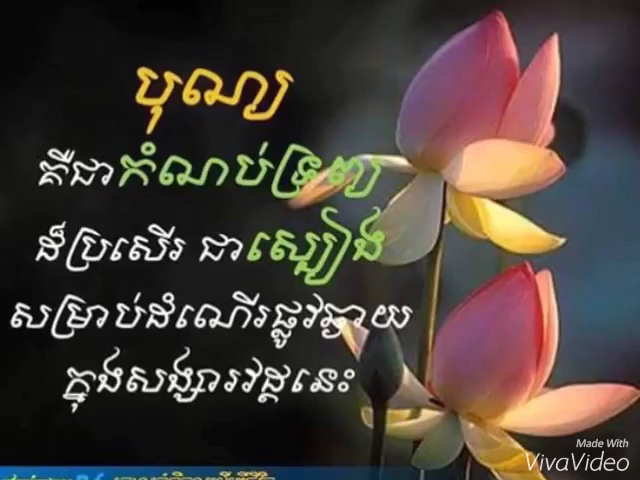 បុណ្យ
គឺជាកំណប់ទ្រព្យ
ដ៏ប្រសើរ ជាស្បៀង
សម្រាប់ដំណើរផ្លូវឆ្ងាយ
ក្នុងសង្សារវដ្តនេះ
Made With
VivaVideo